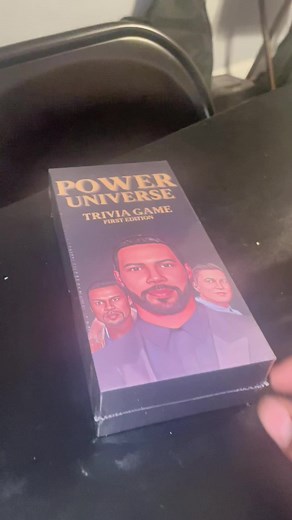 POWER
UNIVERSE
TRIVIA GAME
FIRST EDITION